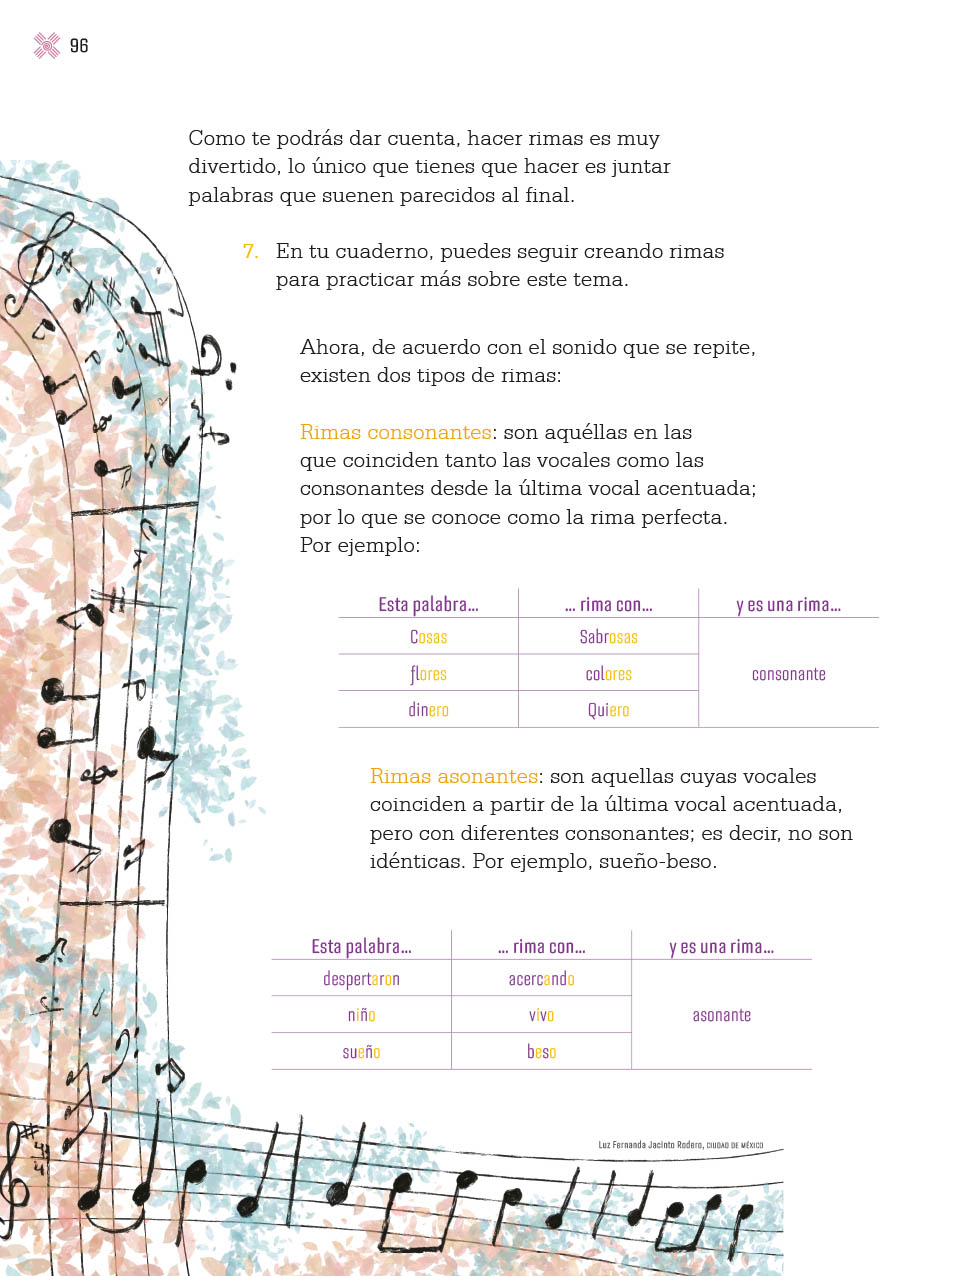 96
Como te podrás dar cuenta, hacer rimas es muy
divertido, lo único que tienes que hacer es juntar
palabras que suenen parecidos al final.
7. En tu cuaderno, puedes seguir creando rimas
para practicar más sobre este tema.
Ahora, de acuerdo con el sonido que se repite,
existen dos tipos de rimas:
Rimas consonantes: son aquéllas en las
que coinciden tanto las vocales como las
consonantes desde la última vocal acentuada;
por lo que se conoce como la rima perfecta.
Por ejemplo:
Esta palabra... ... rima con... y es una rima...
Cosas Sabrosas
flores colores consonante
dinero Quiero
Rimas asonantes: son aquellas cuyas vocales
coinciden a partir de la última vocal acentuada,
pero con diferentes consonantes; es decir, no son
idénticas. Por ejemplo, sueño-beso.
Esta palabra... ... rima con... y es una rima...
despertaron acercando
niño vivo asonante
sueño beso
Luz Fernanda Jacinto Rodero, CIUDAD DE MÉXICO